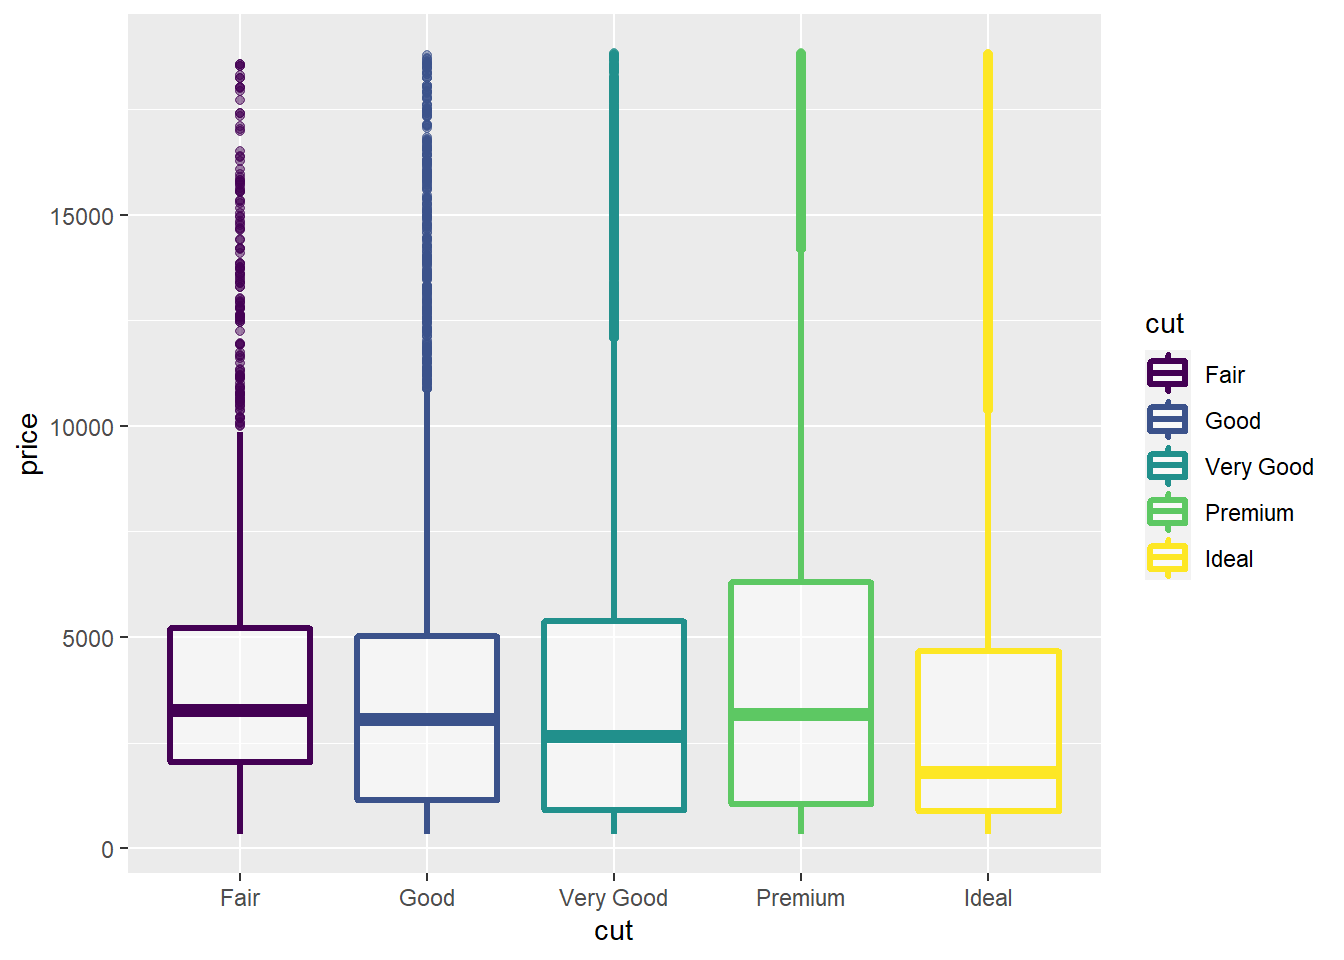 15000
10000
5000
0
price
Fair
Good
Very Good
Premium
Ideal
cut
cut
Fair
Good
Very Good
Premium
Ideal